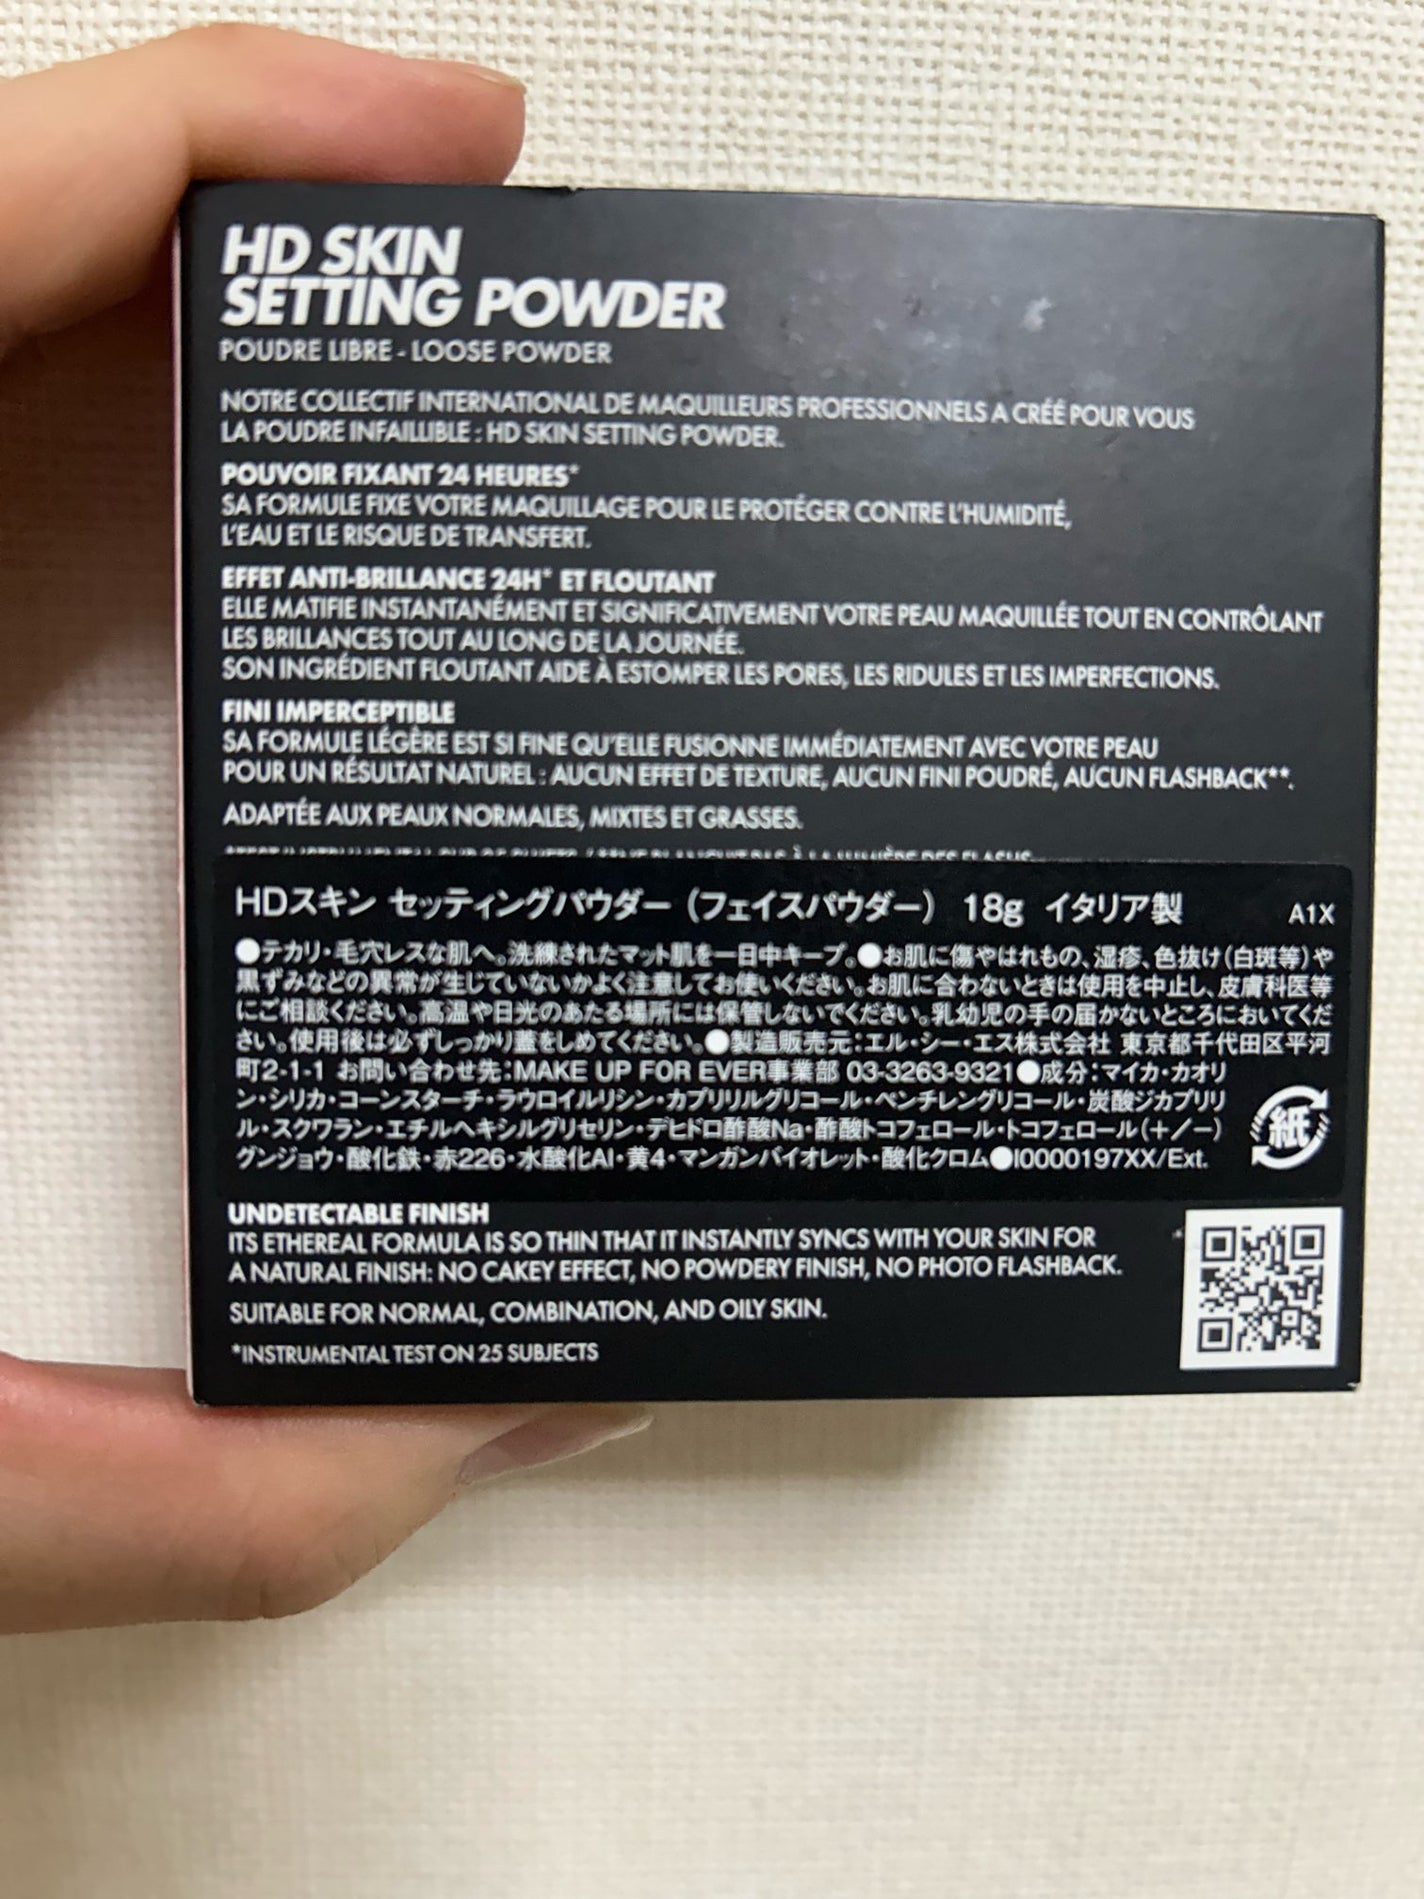 HD SKIN
SETTING POWDER
POUDRE LIBRE - LOOSE POWDER
NOTRE COLLECTIF INTERNATIONAL DE MAQUILLEURS PROFESSIONNELS A CRÉÉ POUR VOUS
LA POUDRE INFAILLIBLE : HD SKIN SETTING POWDER.
POUVOIR FIXANT 24 HEURES*
SA FORMULE FIXE VOTRE MAQUILLAGE POUR LE PROTÉGER CONTRE L'HUMIDITÉ,
L'EAU ET LE RISQUE DE TRANSFERT.
EFFET ANTI-BRILLANCE 24H* ET FLOUTANT
ELLE MATIFIE INSTANTANÉMENT ET SIGNIFICATIVEMENT VOTRE PEAU MAQUILLÉE TOUT EN CONTRÔLANT
LES BRILLANCES TOUT AU LONG DE LA JOURNÉE.
SON INGRÉDIENT FLOUTANT AIDE À ESTOMPER LES PORES, LES RIDULES ET LES IMPERFECTIONS.
FINI IMPERCEPTIBLE
SA FORMULE LÉGÈRE EST SI FINE QU'ELLE FUSIONNE IMMÉDIATEMENT AVEC VOTRE PEAU
POUR UN RÉSULTAT NATUREL : AUCUN EFFET DE TEXTURE, AUCUN FINI POUDRÉ, AUCUN FLASHBACK**.
ADAPTÉE AUX PEAUX NORMALES, MIXTES ET GRASSES.
HDスキン セッティングパウダー（フェイスパウダー） 18g イタリア製 A1X
●テカリ・毛穴レスな肌へ。洗練されたマット肌を一日中キープ。●お肌に傷やはれもの、湿疹、色抜け（白斑等）や
黒ずみなどの異常が生じていないかよく注意してお使いください。お肌に合わないときは使用を中止し、皮膚科医等
にご相談ください。高温や日光のあたる場所には保管しないでください。乳幼児の手の届かないところにおいてくだ
さい。使用後は必ずしっかり蓋をしめてください。●製造販売元：エル・シー・エス株式会社 東京都千代田区平河
町2-1-1 お問い合わせ先：MAKE UP FOR EVER事業部 03-3263-9321●成分：マイカ・カオリ
ン・シリカ・コーンスターチ・ラウロイルリシン・カプリリルグリコール・ペンチレングリコール・炭酸ジカプリリ
ル・スクワラン・エチルヘキシルグリセリン・デヒドロ酢酸Na・酢酸トコフェロール・トコフェロール（＋／－）
グンジョウ・酸化鉄・赤226・水酸化Al・黄4・マンガンバイオレット・酸化クロム●I0000197XX/Ext.
紙
UNDETECTABLE FINISH
ITS ETHEREAL FORMULA IS SO THIN THAT IT INSTANTLY SYNCS WITH YOUR SKIN FOR
A NATURAL FINISH: NO CAKEY EFFECT, NO POWDERY FINISH, NO PHOTO FLASHBACK.
SUITABLE FOR NORMAL, COMBINATION, AND OILY SKIN.
*INSTRUMENTAL TEST ON 25 SUBJECTS